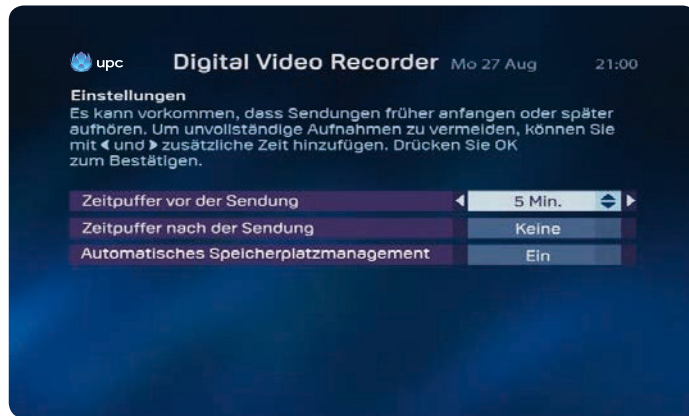 upc Digital Video Recorder Mo 27 Aug 21:00
Einstellungen
Es kann vorkommen, dass Sendungen früher anfangen oder später
aufhören. Um unvollständige Aufnahmen zu vermeiden, können Sie
mit ◀ und ▶ zusätzliche Zeit hinzufügen. Drücken Sie OK
zum Bestätigen.
Zeitpuffer vor der Sendung 5 Min.
Zeitpuffer nach der Sendung Keine
Automatisches Speicherplatzmanagement Ein